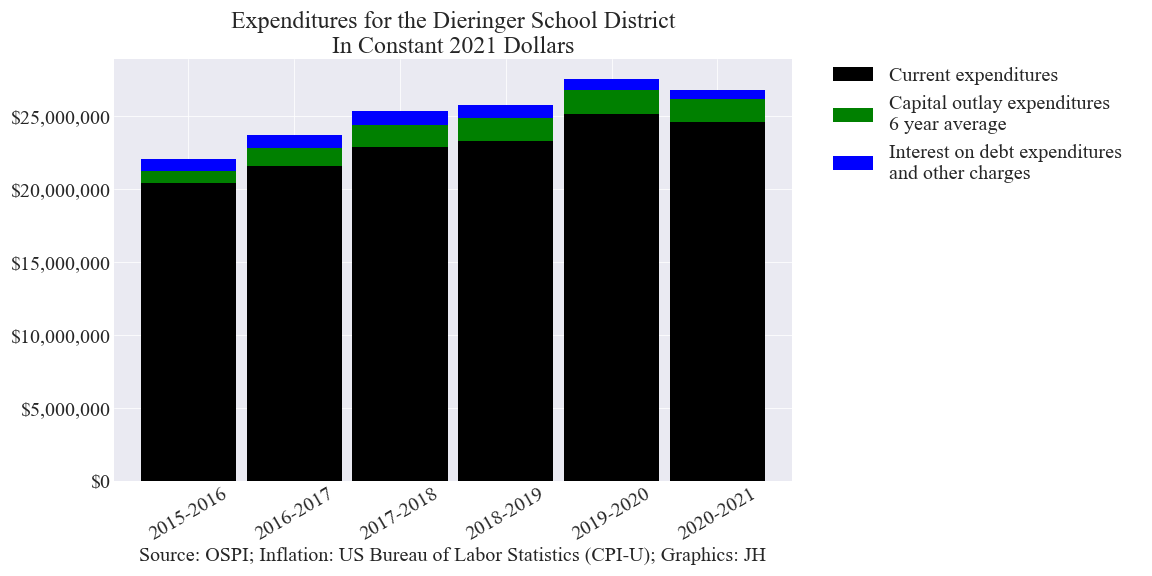 Expenditures for the Dieringer School District
In Constant 2021 Dollars
Current expenditures
Capital outlay expenditures
6 year average
Interest on debt expenditures
and other charges
$25,000,000
$20,000,000
$15,000,000
$10,000,000
$5,000,000
$0
2015-2016
2016-2017
2017-2018
2018-2019
2019-2020
2020-2021
Source: OSPI; Inflation: US Bureau of Labor Statistics (CPI-U); Graphics: JH